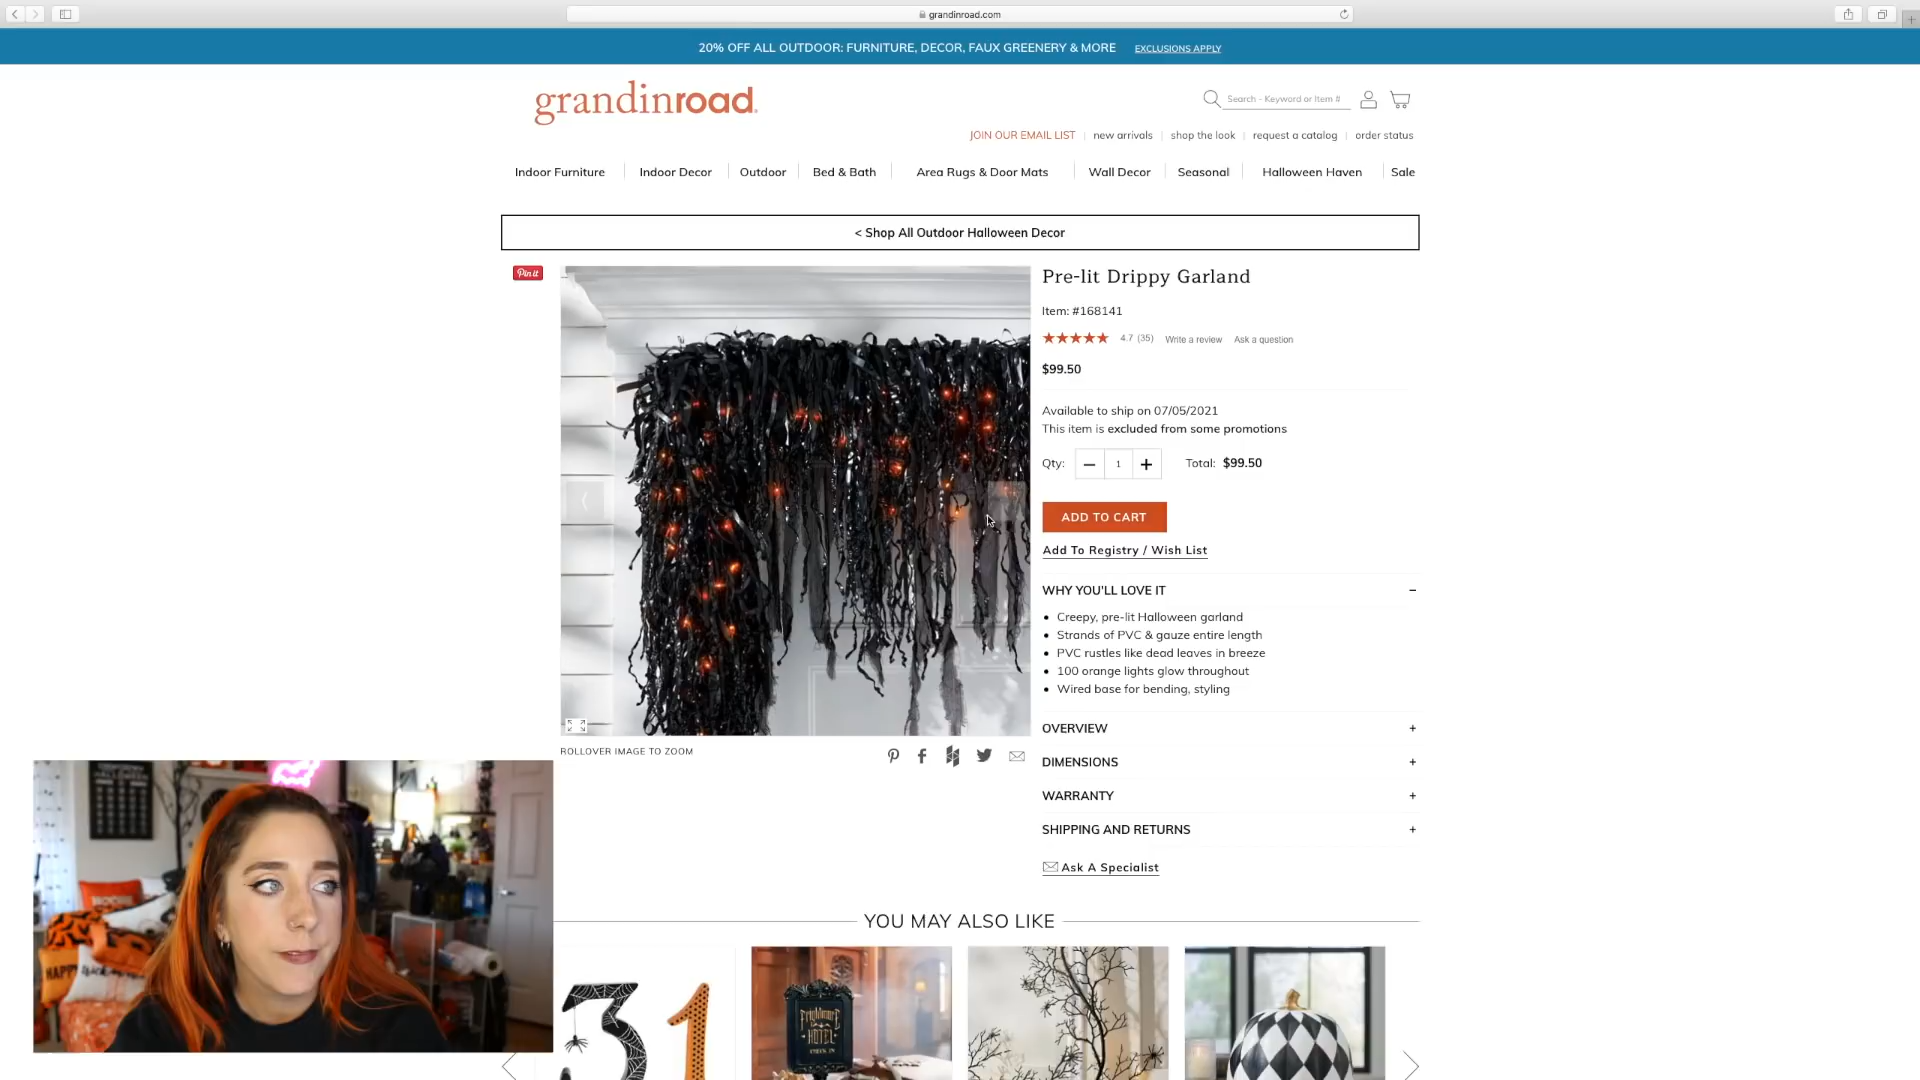 grandinroad.com
20% OFF ALL OUTDOOR: FURNITURE, DECOR, FAUX GREENERY & MORE EXCLUSIONS APPLY
grandinroad.
Search - Keyword or Item #
JOIN OUR EMAIL LIST new arrivals shop the look request a catalog order status
Indoor Furniture Indoor Decor Outdoor Bed & Bath Area Rugs & Door Mats Wall Decor Seasonal Halloween Haven Sale
< Shop All Outdoor Halloween Decor
Pin it
Pre-lit Drippy Garland
Item: #168141
4.7 (35) Write a review Ask a question
$99.50
Available to ship on 07/05/2021
This item is excluded from some promotions
Qty: — 1 + Total: $99.50
ADD TO CART
Add To Registry / Wish List
WHY YOU'LL LOVE IT −
• Creepy, pre-lit Halloween garland
• Strands of PVC & gauze entire length
• PVC rustles like dead leaves in breeze
• 100 orange lights glow throughout
• Wired base for bending, styling
OVERVIEW +
DIMENSIONS +
WARRANTY +
SHIPPING AND RETURNS +
Ask A Specialist
ROLLOVER IMAGE TO ZOOM
YOU MAY ALSO LIKE
31
HOTEL
HAPPY